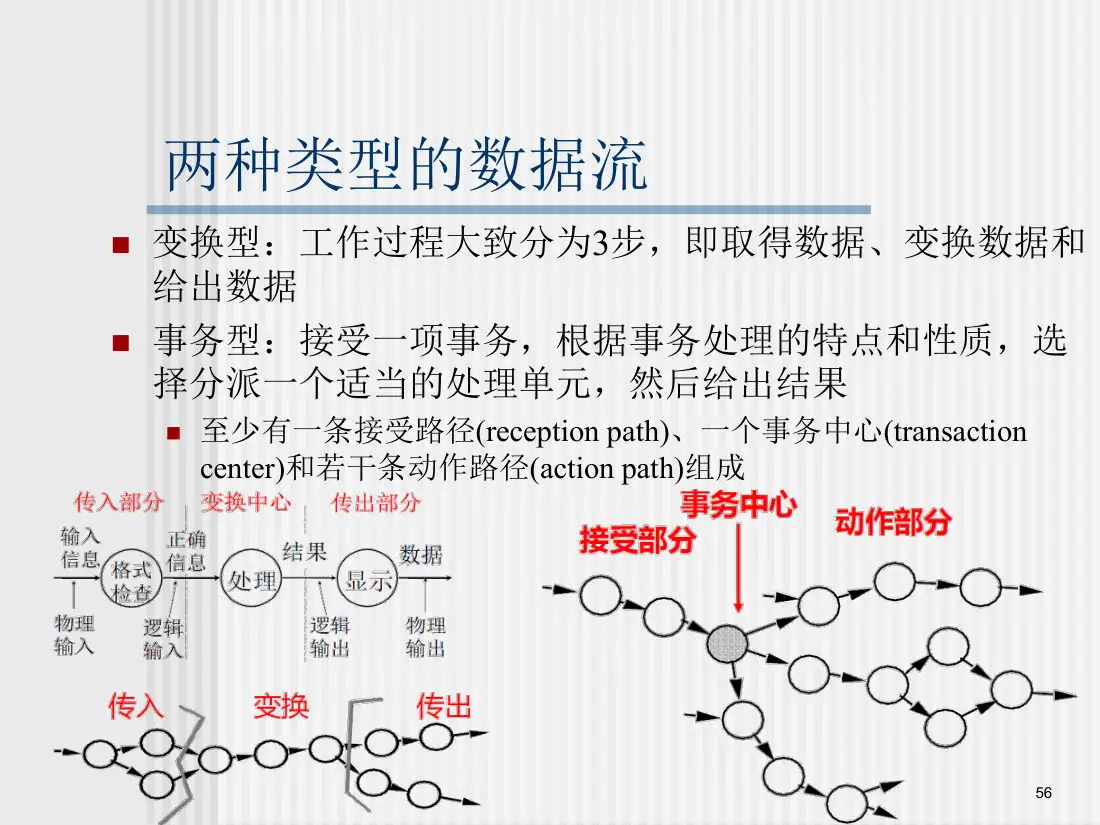 两种类型的数据流
变换型：工作过程大致分为3步，即取得数据、变换数据和
给出数据
事务型：接受一项事务，根据事务处理的特点和性质，选
择分派一个适当的处理单元，然后给出结果
至少有一条接受路径(reception path)、一个事务中心(transaction
center)和若干条动作路径(action path)组成
传入部分 变换中心 传出部分
输入
信息
格式
检查
正确
信息
处理
结果
显示
数据
物理
输入
逻辑
输入
逻辑
输出
物理
输出
传入 变换 传出
接受部分
事务中心
动作部分
56